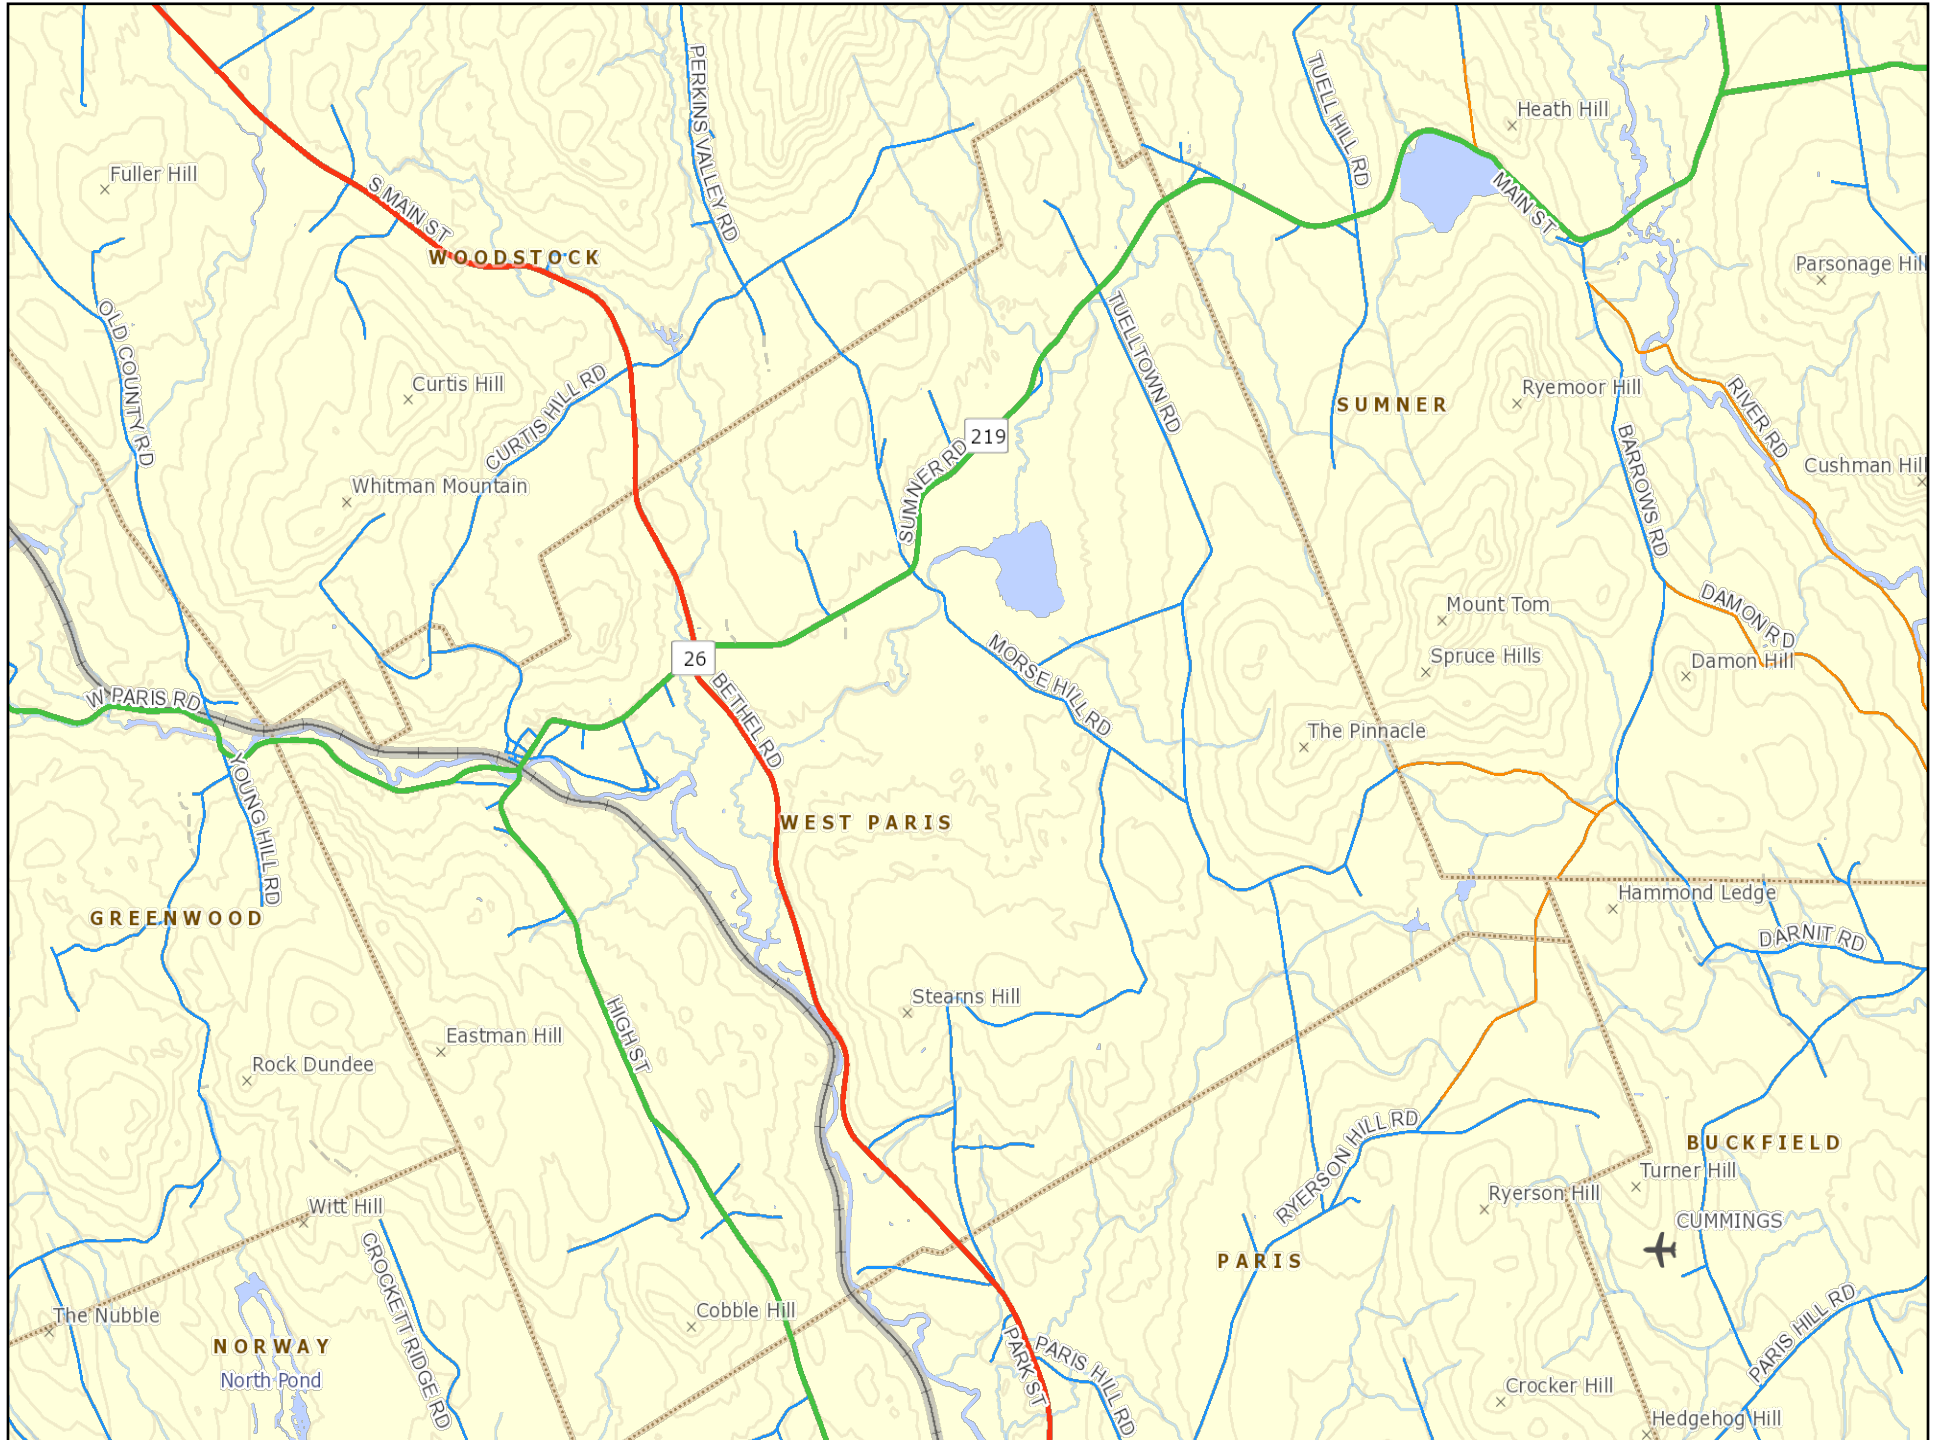 PERKINS VALLEY RD
TUELL HILL RD
Heath Hill
Fuller Hill
S MAIN ST
MAIN ST
WOODSTOCK
Parsonage Hill
OLD COUNTY RD
TUELLTOWN RD
Curtis Hill
CURTIS HILL RD
Ryemoor Hill
SUMNER
RIVER RD
219
BARROWS RD
Cushman Hill
Whitman Mountain
SUMNER RD
Mount Tom
DAMON RD
26
MORSE HILL RD
Spruce Hills
Damon Hill
W PARIS RD
BETHEL RD
The Pinnacle
YOUNG HILL RD
WEST PARIS
Hammond Ledge
GREENWOOD
DARNIT RD
Stearns Hill
HIGH ST
Eastman Hill
Rock Dundee
RYERSON HILL RD
BUCKFIELD
Turner Hill
Ryerson Hill
Witt Hill
CUMMINGS
CROCKETT RIDGE RD
PARIS
The Nubble
Cobble Hill
PARIS HILL RD
NORWAY
North Pond
PARK ST
PARIS HILL RD
Crocker Hill
Hedgehog Hill